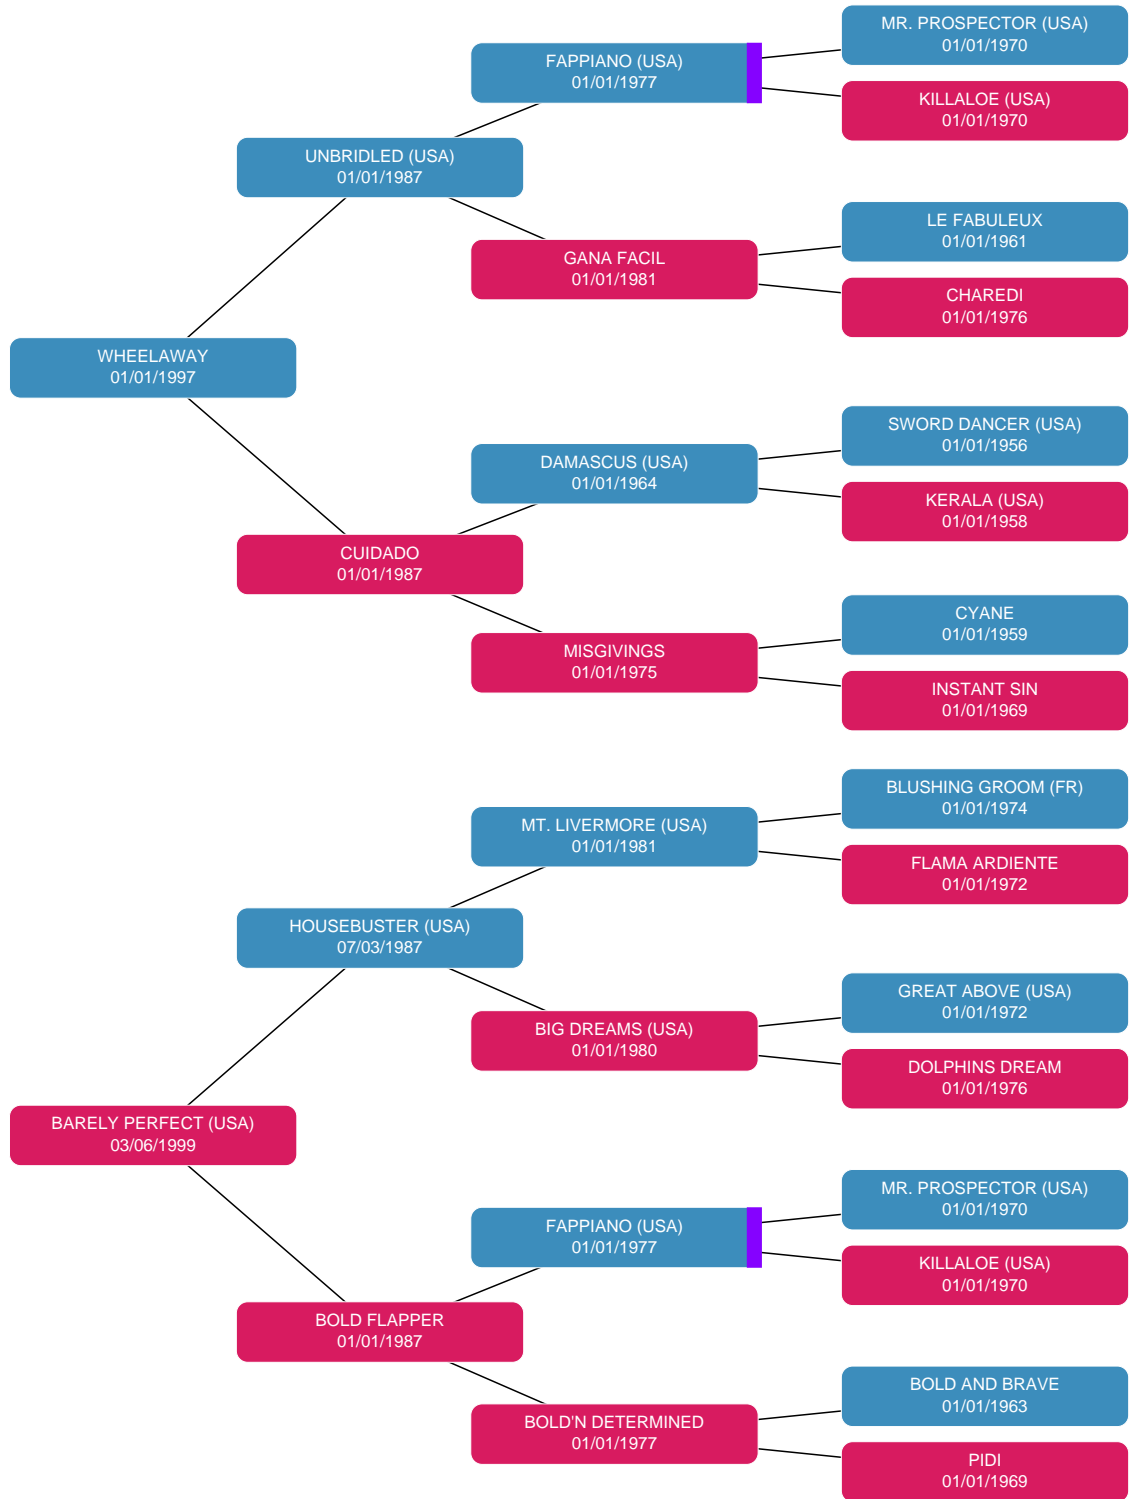 MR. PROSPECTOR (USA)
01/01/1970
FAPPIANO (USA)
01/01/1977
KILLALOE (USA)
01/01/1970
UNBRIDLED (USA)
01/01/1987
LE FABULEUX
01/01/1961
GANA FACIL
01/01/1981
CHAREDI
01/01/1976
WHEELAWAY
01/01/1997
SWORD DANCER (USA)
01/01/1956
DAMASCUS (USA)
01/01/1964
KERALA (USA)
01/01/1958
CUIDADO
01/01/1987
CYANE
01/01/1959
MISGIVINGS
01/01/1975
INSTANT SIN
01/01/1969
BLUSHING GROOM (FR)
01/01/1974
MT. LIVERMORE (USA)
01/01/1981
FLAMA ARDIENTE
01/01/1972
HOUSEBUSTER (USA)
07/03/1987
GREAT ABOVE (USA)
01/01/1972
BIG DREAMS (USA)
01/01/1980
DOLPHINS DREAM
01/01/1976
BARELY PERFECT (USA)
03/06/1999
MR. PROSPECTOR (USA)
01/01/1970
FAPPIANO (USA)
01/01/1977
KILLALOE (USA)
01/01/1970
BOLD FLAPPER
01/01/1987
BOLD AND BRAVE
01/01/1963
BOLD'N DETERMINED
01/01/1977
PIDI
01/01/1969